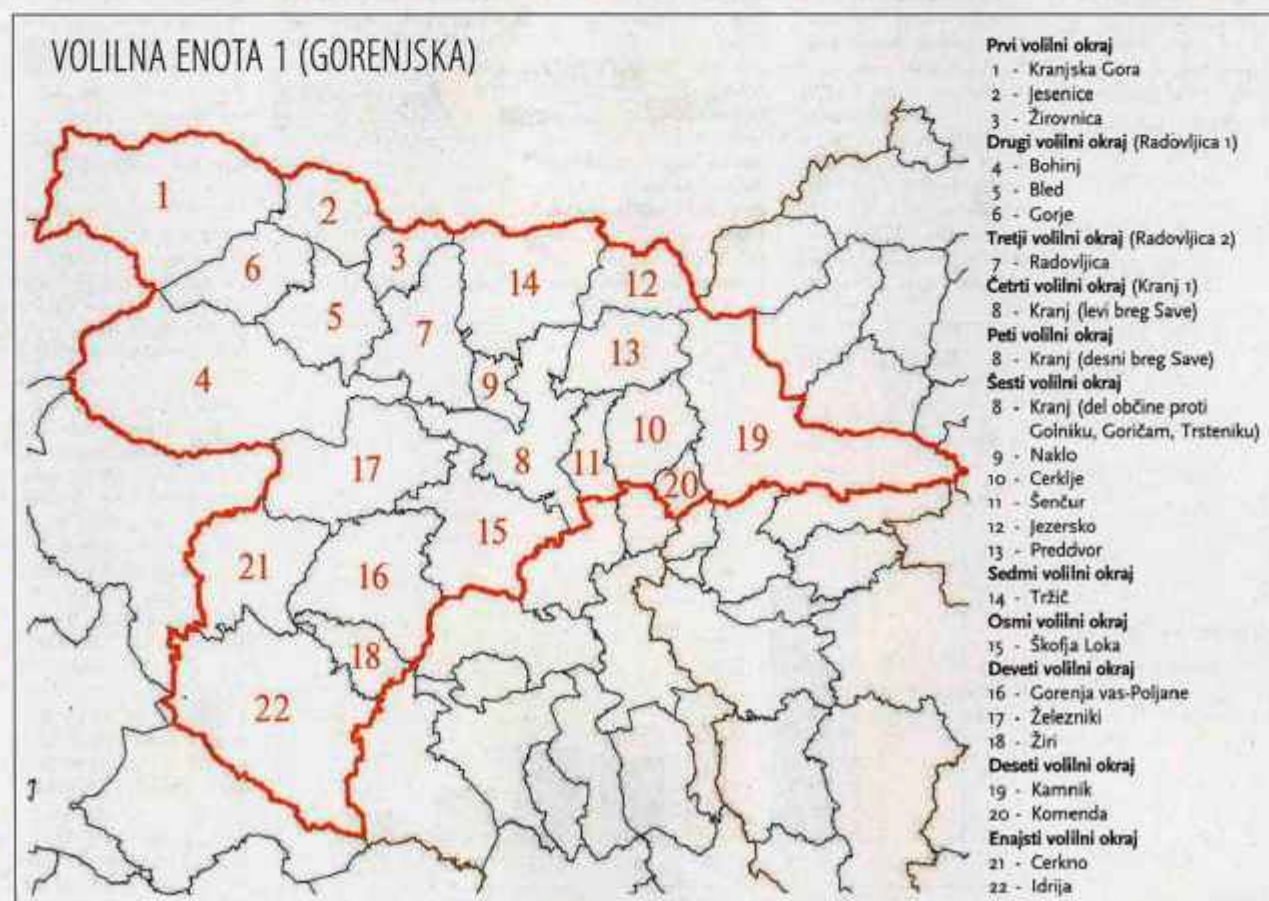 VOLILNA ENOTA 1 (GORENJSKA)
1
2
3
6
5
7
14
12
13
4
9
10
19
17
8
11
20
15
21
16
18
22
Prvi volilni okraj
1 - Kranjska Gora
2 - Jesenice
3 - Žirovnica
Drugi volilni okraj (Radovljica 1)
4 - Bohinj
5 - Bled
6 - Gorje
Tretji volilni okraj (Radovljica 2)
7 - Radovljica
Četrti volilni okraj (Kranj 1)
8 - Kranj (levi breg Save)
Peti volilni okraj
8 - Kranj (desni breg Save)
Šesti volilni okraj
8 - Kranj (del občine proti
Golniku, Goričam, Trsteniku)
9 - Naklo
10 - Cerklje
11 - Šenčur
12 - Jezersko
13 - Preddvor
Sedmi volilni okraj
14 - Tržič
Osmi volilni okraj
15 - Škofja Loka
Deveti volilni okraj
16 - Gorenja vas-Poljane
17 - Železniki
18 - Žiri
Deseti volilni okraj
19 - Kamnik
20 - Komenda
Enajsti volilni okraj
21 - Cerkno
22 - Idrija